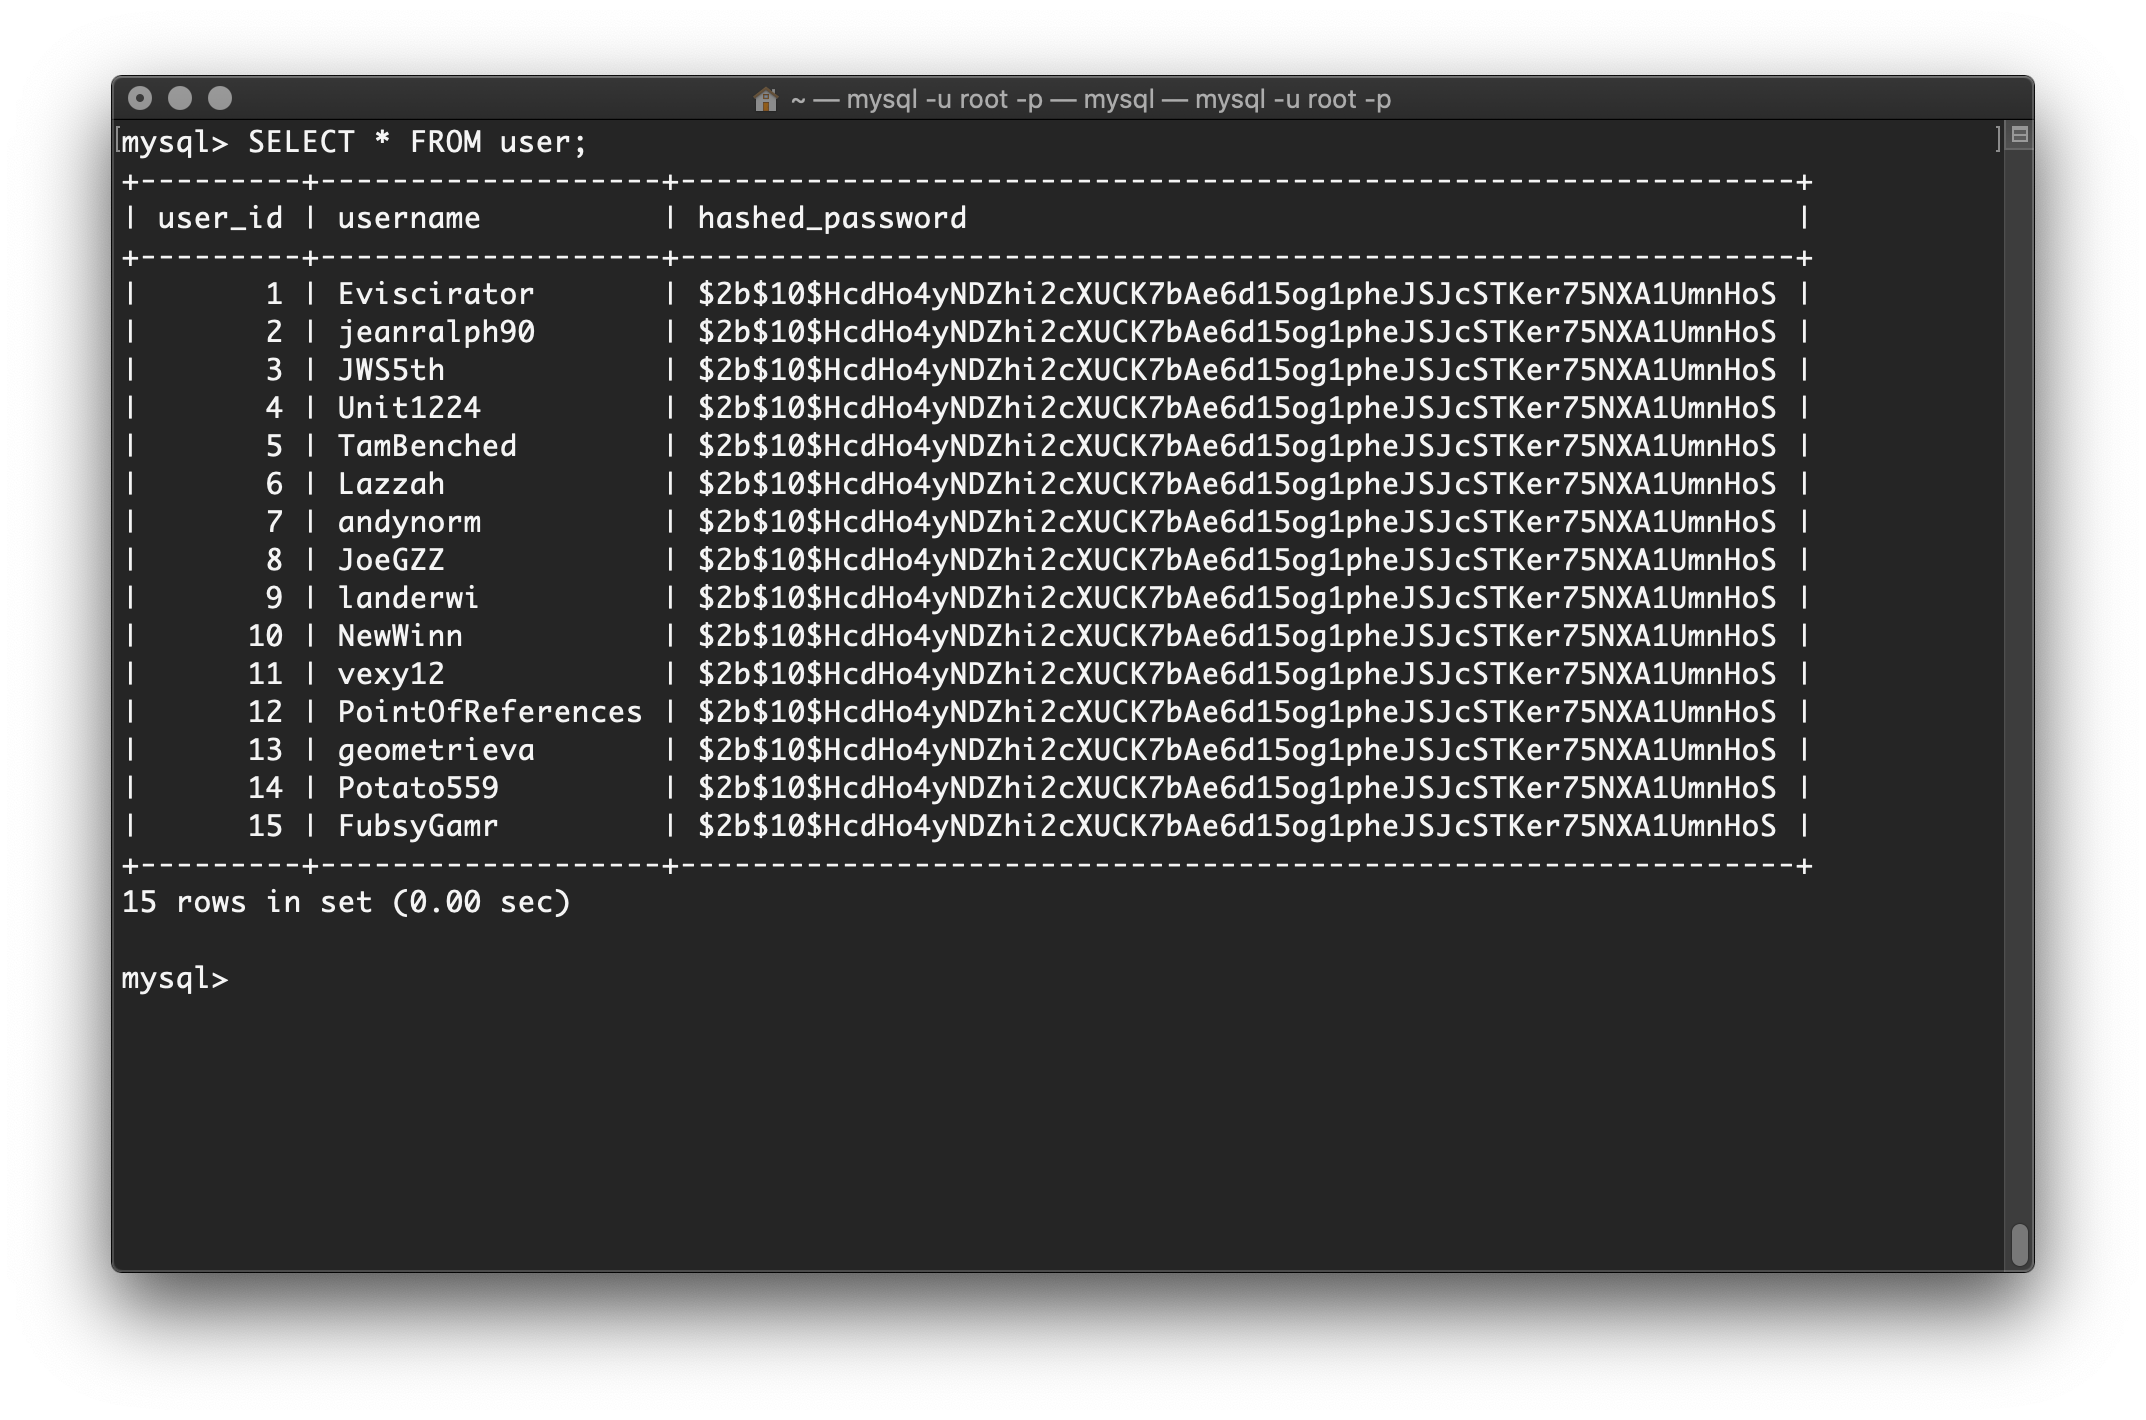 ~ — mysql -u root -p — mysql — mysql -u root -p
mysql> SELECT * FROM user;
+---------+-------------------+--------------------------------------------------------------+
| user_id | username          | hashed_password                                              |
+---------+-------------------+--------------------------------------------------------------+
|       1 | Eviscirator       | $2b$10$HcdHo4yNDZhi2cXUCK7bAe6d15og1pheJSJcSTKer75NXA1UmnHoS |
|       2 | jeanralph90       | $2b$10$HcdHo4yNDZhi2cXUCK7bAe6d15og1pheJSJcSTKer75NXA1UmnHoS |
|       3 | JWS5th            | $2b$10$HcdHo4yNDZhi2cXUCK7bAe6d15og1pheJSJcSTKer75NXA1UmnHoS |
|       4 | Unit1224          | $2b$10$HcdHo4yNDZhi2cXUCK7bAe6d15og1pheJSJcSTKer75NXA1UmnHoS |
|       5 | TamBenched        | $2b$10$HcdHo4yNDZhi2cXUCK7bAe6d15og1pheJSJcSTKer75NXA1UmnHoS |
|       6 | Lazzah            | $2b$10$HcdHo4yNDZhi2cXUCK7bAe6d15og1pheJSJcSTKer75NXA1UmnHoS |
|       7 | andynorm          | $2b$10$HcdHo4yNDZhi2cXUCK7bAe6d15og1pheJSJcSTKer75NXA1UmnHoS |
|       8 | JoeGZZ            | $2b$10$HcdHo4yNDZhi2cXUCK7bAe6d15og1pheJSJcSTKer75NXA1UmnHoS |
|       9 | landerwi          | $2b$10$HcdHo4yNDZhi2cXUCK7bAe6d15og1pheJSJcSTKer75NXA1UmnHoS |
|      10 | NewWinn           | $2b$10$HcdHo4yNDZhi2cXUCK7bAe6d15og1pheJSJcSTKer75NXA1UmnHoS |
|      11 | vexy12            | $2b$10$HcdHo4yNDZhi2cXUCK7bAe6d15og1pheJSJcSTKer75NXA1UmnHoS |
|      12 | PointOfReferences | $2b$10$HcdHo4yNDZhi2cXUCK7bAe6d15og1pheJSJcSTKer75NXA1UmnHoS |
|      13 | geometrieva       | $2b$10$HcdHo4yNDZhi2cXUCK7bAe6d15og1pheJSJcSTKer75NXA1UmnHoS |
|      14 | Potato559         | $2b$10$HcdHo4yNDZhi2cXUCK7bAe6d15og1pheJSJcSTKer75NXA1UmnHoS |
|      15 | FubsyGamr         | $2b$10$HcdHo4yNDZhi2cXUCK7bAe6d15og1pheJSJcSTKer75NXA1UmnHoS |
+---------+-------------------+--------------------------------------------------------------+
15 rows in set (0.00 sec)
mysql>